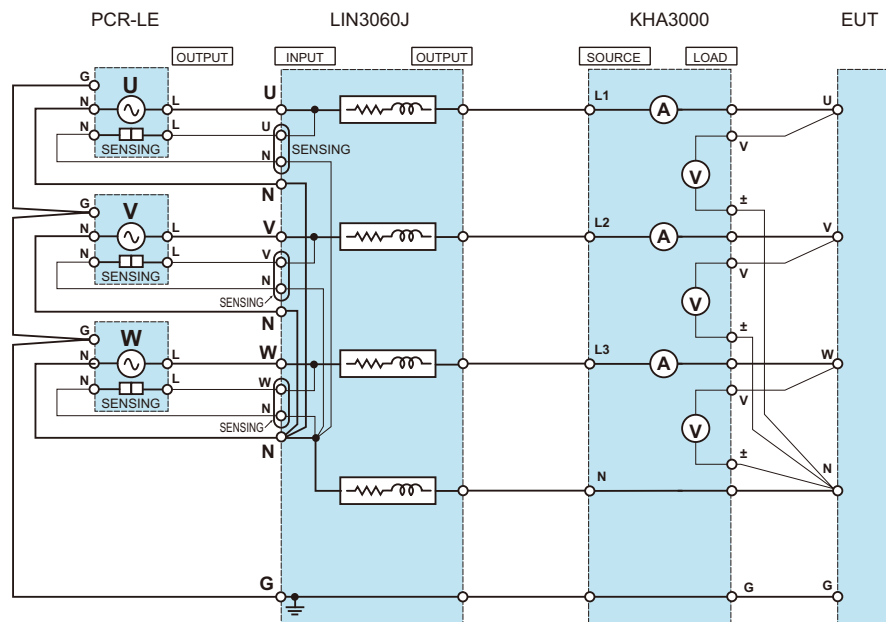 PCR-LE LIN3060J KHA3000 EUT
OUTPUT INPUT OUTPUT SOURCE LOAD
G U U L1 U
N L A
N L U V
SENSING N SENSING V
N ±
G V V L2 V
N L A
N L V V
SENSING N V
SENSING
N ±
G W W L3 W
N L A
N L W V
SENSING N V
SENSING
N ±
N N
G G G